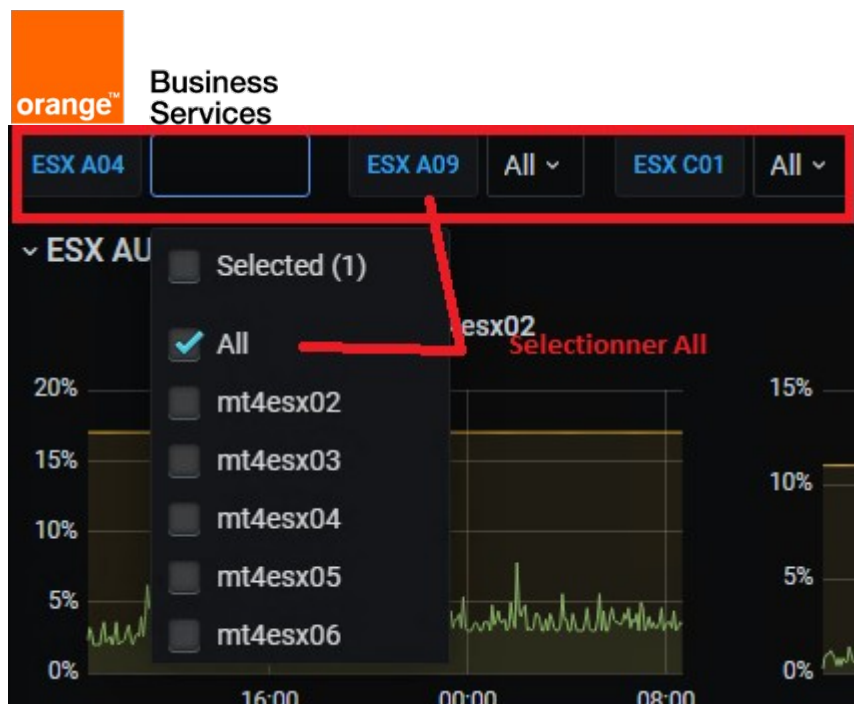 orange™
Business
Services
ESX A04 ESX A09 All ESX C01 All
ESX AU
Selected (1)
All
esx02
Selectionner All
mt4esx02
mt4esx03
mt4esx04
mt4esx05
mt4esx06
20%
15%
10%
5%
0%
16:00 00:00 08:00
15%
10%
5%
0%